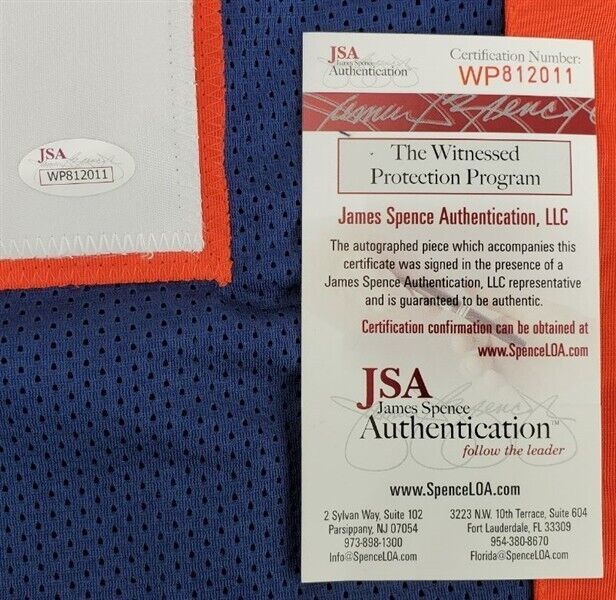 JSA
WP812011
JSA
James Spence
Authentication
Certification Number:
WP812011
James Spence
The Witnessed
Protection Program
James Spence Authentication, LLC
The autographed piece which accompanies this
certificate was signed in the presence of a
James Spence Authentication, LLC representative
and is guaranteed to be authentic.
Certification confirmation can be obtained at
www.SpenceLOA.com
JSA
James Spence
Authentication™
follow the leader
www.SpenceLOA.com
2 Sylvan Way, Suite 102
Parsippany, NJ 07054
973-898-1300
Info@SpenceLOA.com
3223 N.W. 10th Terrace, Suite 604
Fort Lauderdale, FL 33309
954-380-8670
Florida@SpenceLOA.com